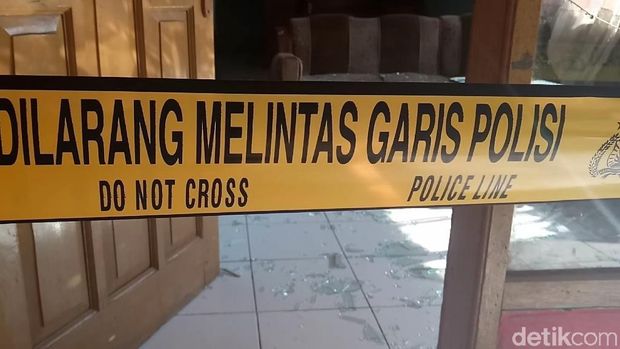 DILARANG MELINTAS GARIS POLISI
DO NOT CROSS POLICE LINE
detikcom